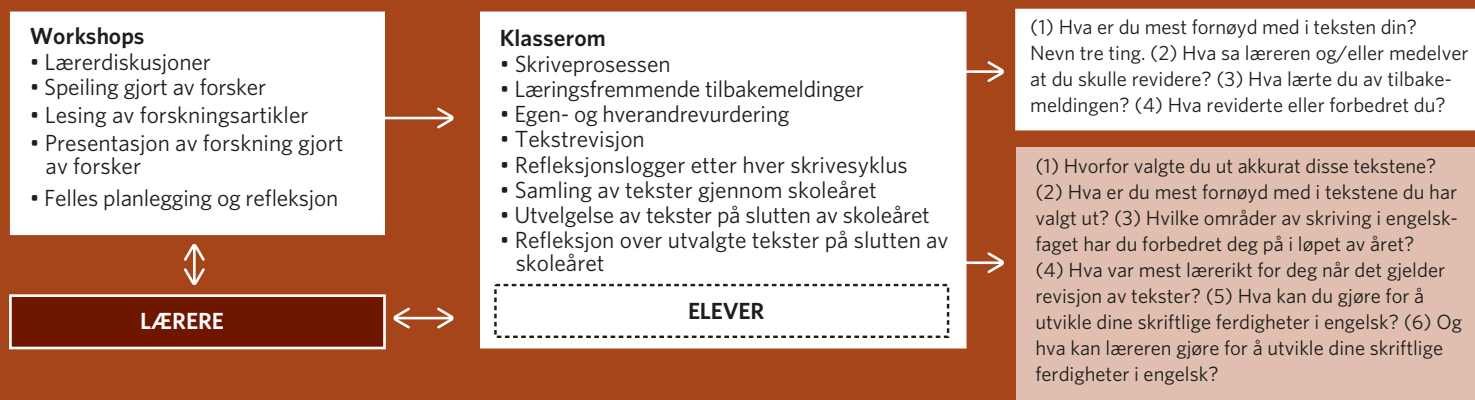 Workshops
• Lærerdiskusjoner
• Speiling gjort av forsker
• Lesing av forskningsartikler
• Presentasjon av forskning gjort
av forsker
• Felles planlegging og refleksjon
LÆRERE
Klasserom
• Skriveprosessen
• Læringsfremmende tilbakemeldinger
• Egen- og hverandrevurdering
• Tekstrevisjon
• Refleksjonslogger etter hver skrivesyklus
• Samling av tekster gjennom skoleåret
• Utvelgelse av tekster på slutten av skoleåret
• Refleksjon over utvalgte tekster på slutten av
skoleåret
ELEVER
(1) Hva er du mest fornøyd med i teksten din?
Nevn tre ting. (2) Hva sa læreren og/eller medelver
at du skulle revidere? (3) Hva lærte du av tilbake-
meldingen? (4) Hva reviderte eller forbedret du?
(1) Hvorfor valgte du ut akkurat disse tekstene?
(2) Hva er du mest fornøyd med i tekstene du har
valgt ut? (3) Hvilke områder av skriving i engelsk-
faget har du forbedret deg på i løpet av året?
(4) Hva var mest lærerikt for deg når det gjelder
revisjon av tekster? (5) Hva kan du gjøre for å
utvikle dine skriftlige ferdigheter i engelsk? (6) Og
hva kan læreren gjøre for å utvikle dine skriftlige
ferdigheter i engelsk?